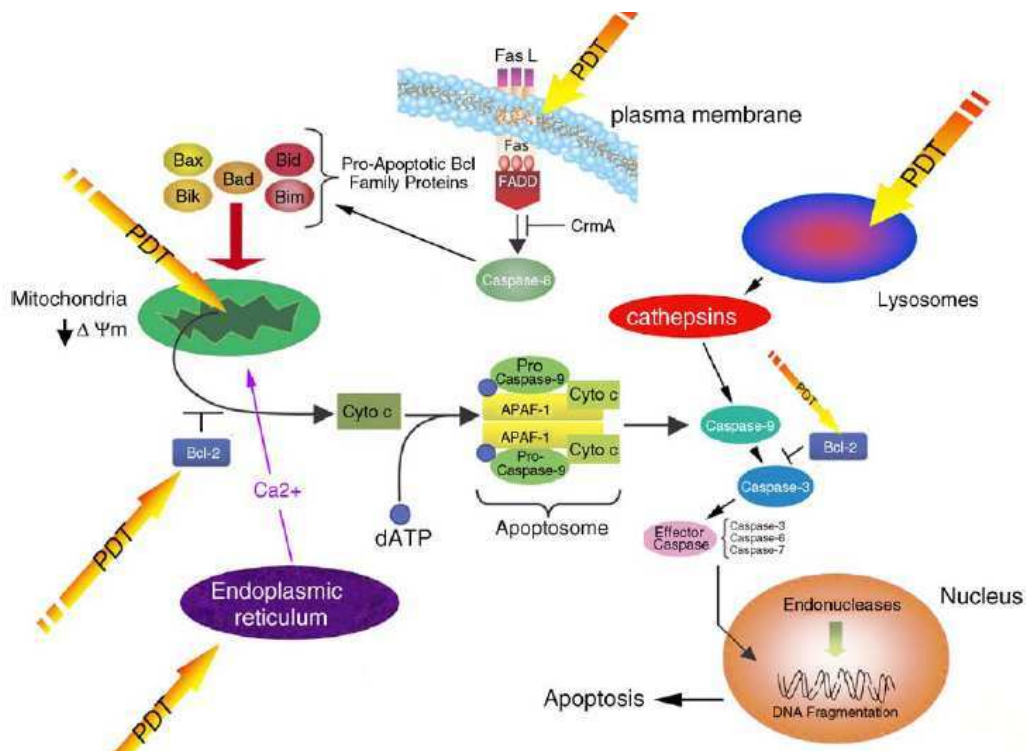 PDT
Fas L
plasma membrane
PDT
Fas
FADD
CrmA
Caspase-8
Bax
Bid
Bad
Bik
Bim
Pro-Apoptotic Bcl
Family Proteins
PDT
Mitochondria
↓ Δ Ψm
Lysosomes
cathepsins
PDT
Bcl-2
Caspase-9
Caspase-3
Pro
Caspase-9
Cyto c
APAF-1
APAF-1
Cyto c
Pro-
Caspase-9
Apoptosome
Cyto c
dATP
Bcl-2
Ca2+
PDT
Endoplasmic
reticulum
PDT
Effector
Caspase
Caspase-3
Caspase-6
Caspase-7
Nucleus
Endonucleases
DNA Fragmentation
Apoptosis